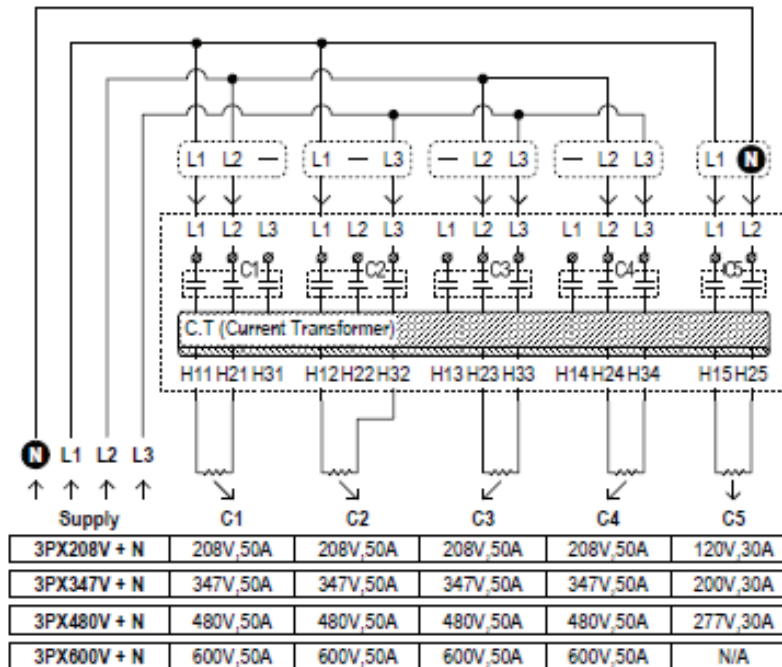 L1 L2 —
L1 — L3
— L2 L3
— L2 L3
L1 N
L1 L2 L3
L1 L2 L3
L1 L2 L3
L1 L2 L3
L1 L2
C1
C2
C3
C4
C5
C.T (Current Transformer)
H11 H21 H31
H12 H22 H32
H13 H23 H33
H14 H24 H34
H15 H25
N L1 L2 L3
Supply C1 C2 C3 C4 C5
3PX208V + N 208V,50A 208V,50A 208V,50A 208V,50A 120V,30A
3PX347V + N 347V,50A 347V,50A 347V,50A 347V,50A 200V,30A
3PX480V + N 480V,50A 480V,50A 480V,50A 480V,50A 277V,30A
3PX600V + N 600V,50A 600V,50A 600V,50A 600V,50A N/A